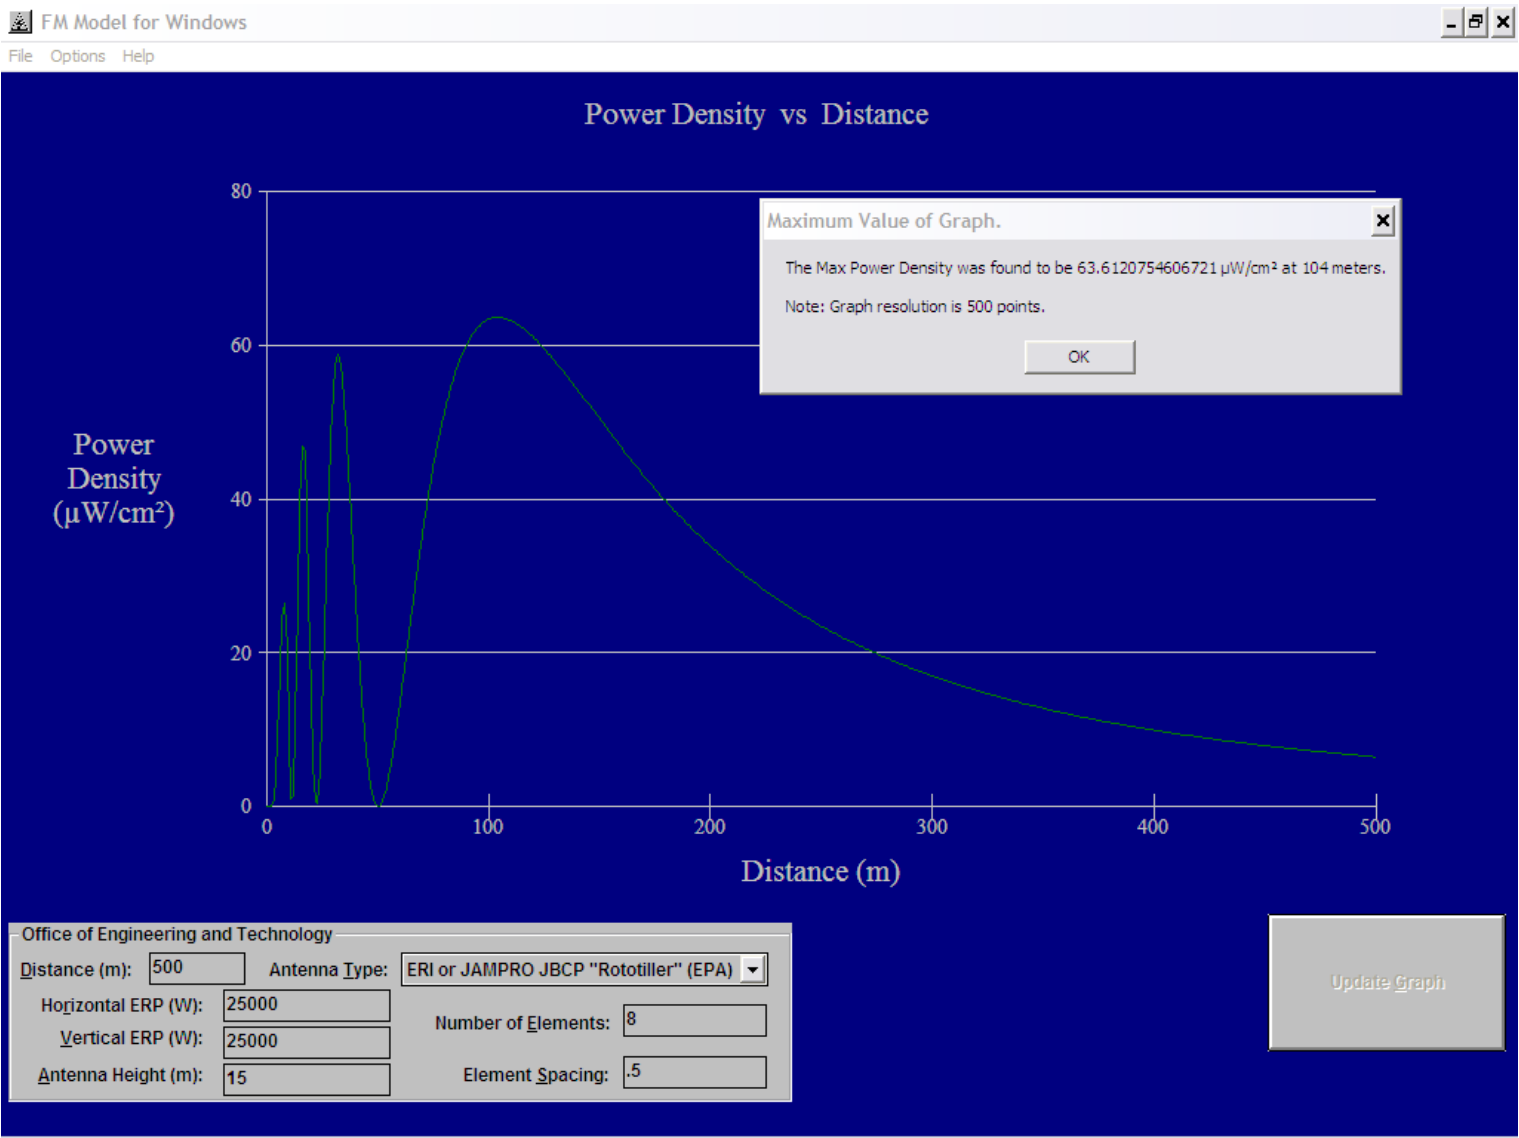 FM Model for Windows
File Options Help
Power Density vs Distance
80
60
40
20
0
Power
Density
(µW/cm²)
Maximum Value of Graph.
The Max Power Density was found to be 63.6120754606721 µW/cm² at 104 meters.
Note: Graph resolution is 500 points.
OK
0 100 200 300 400 500
Distance (m)
Office of Engineering and Technology
Distance (m): 500 Antenna Type: ERI or JAMPRO JBCP "Rototiller" (EPA)
Horizontal ERP (W): 25000
Number of Elements: 8
Vertical ERP (W): 25000
Antenna Height (m): 15
Element Spacing: .5
Update Graph